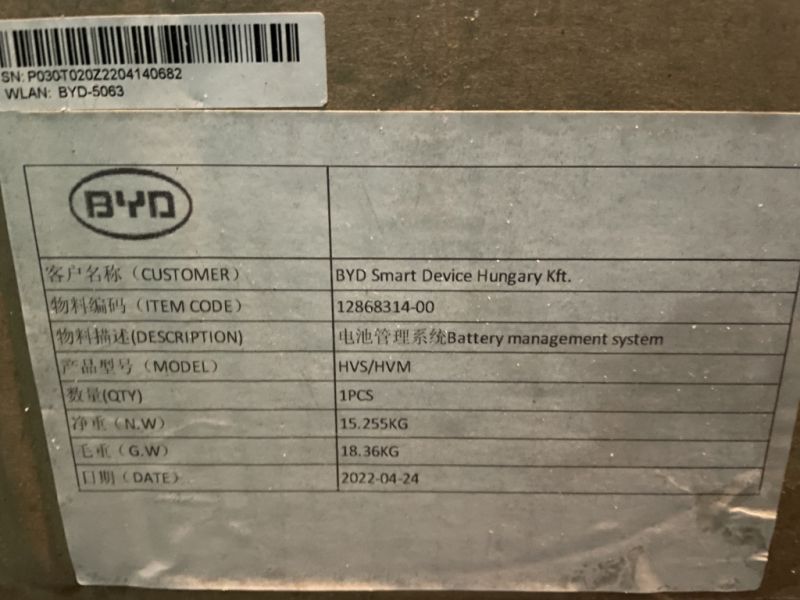 SN: P030T020Z2204140682
WLAN: BYD-5063
BYD
客户名称（CUSTOMER） BYD Smart Device Hungary Kft.
物料编码（ITEM CODE） 12868314-00
物料描述(DESCRIPTION) 电池管理系统Battery management system
产品型号（MODEL） HVS/HVM
数量(QTY) 1PCS
净重（N.W） 15.255KG
毛重（G.W） 18.36KG
日期（DATE） 2022-04-24